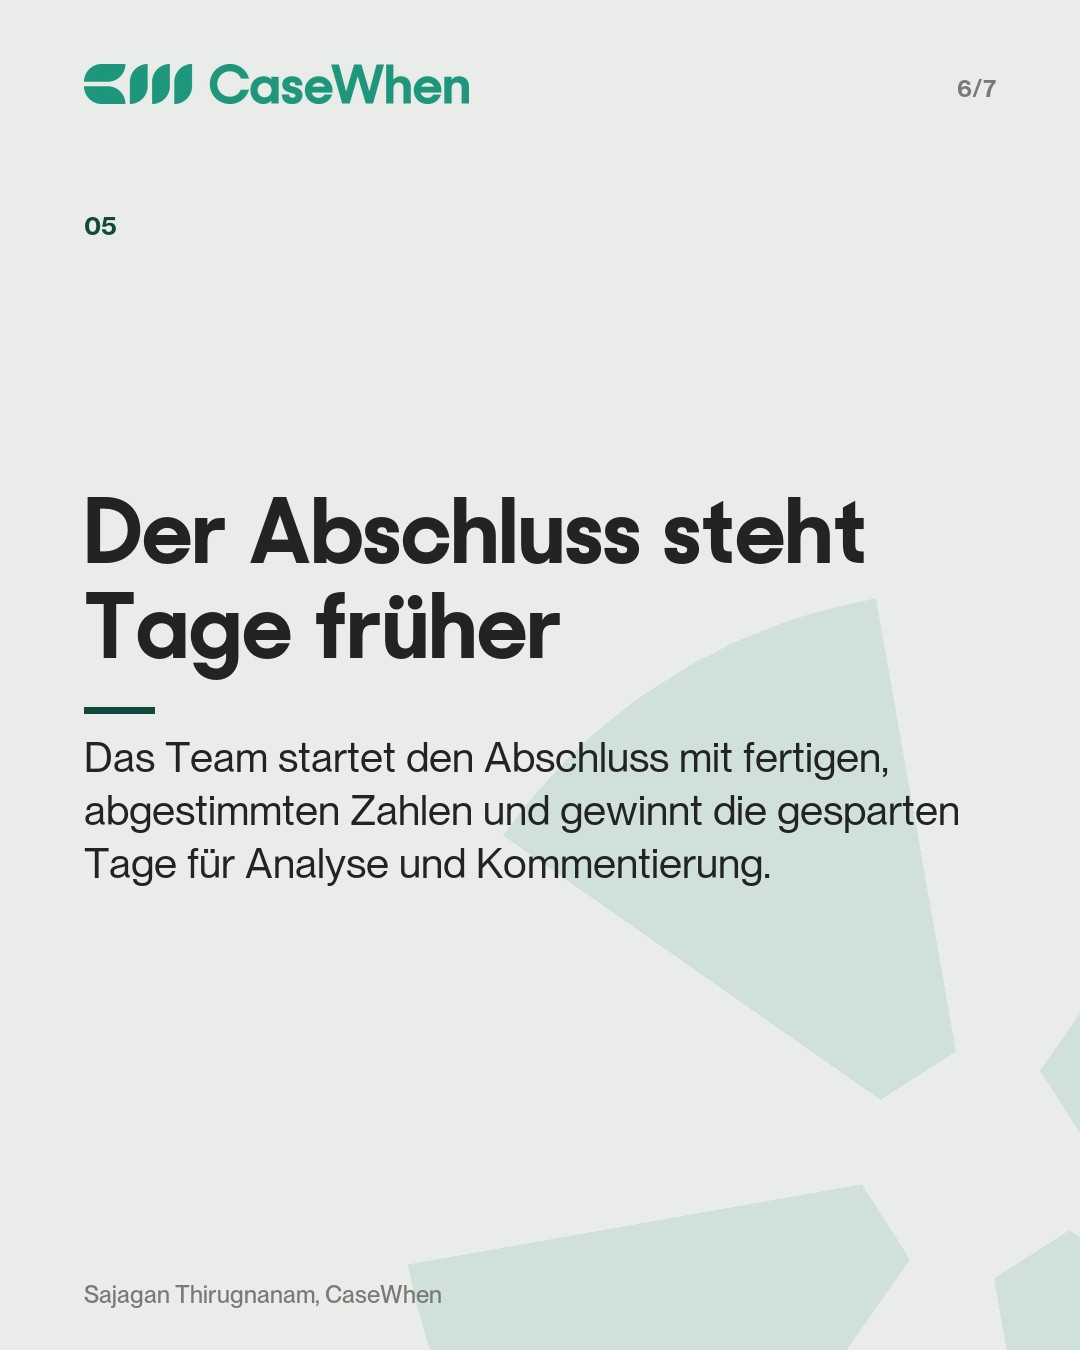 CaseWhen
6/7
05
Der Abschluss steht
Tage früher
Das Team startet den Abschluss mit fertigen,
abgestimmten Zahlen und gewinnt die gesparten
Tage für Analyse und Kommentierung.
Sajagan Thirugnanam, CaseWhen